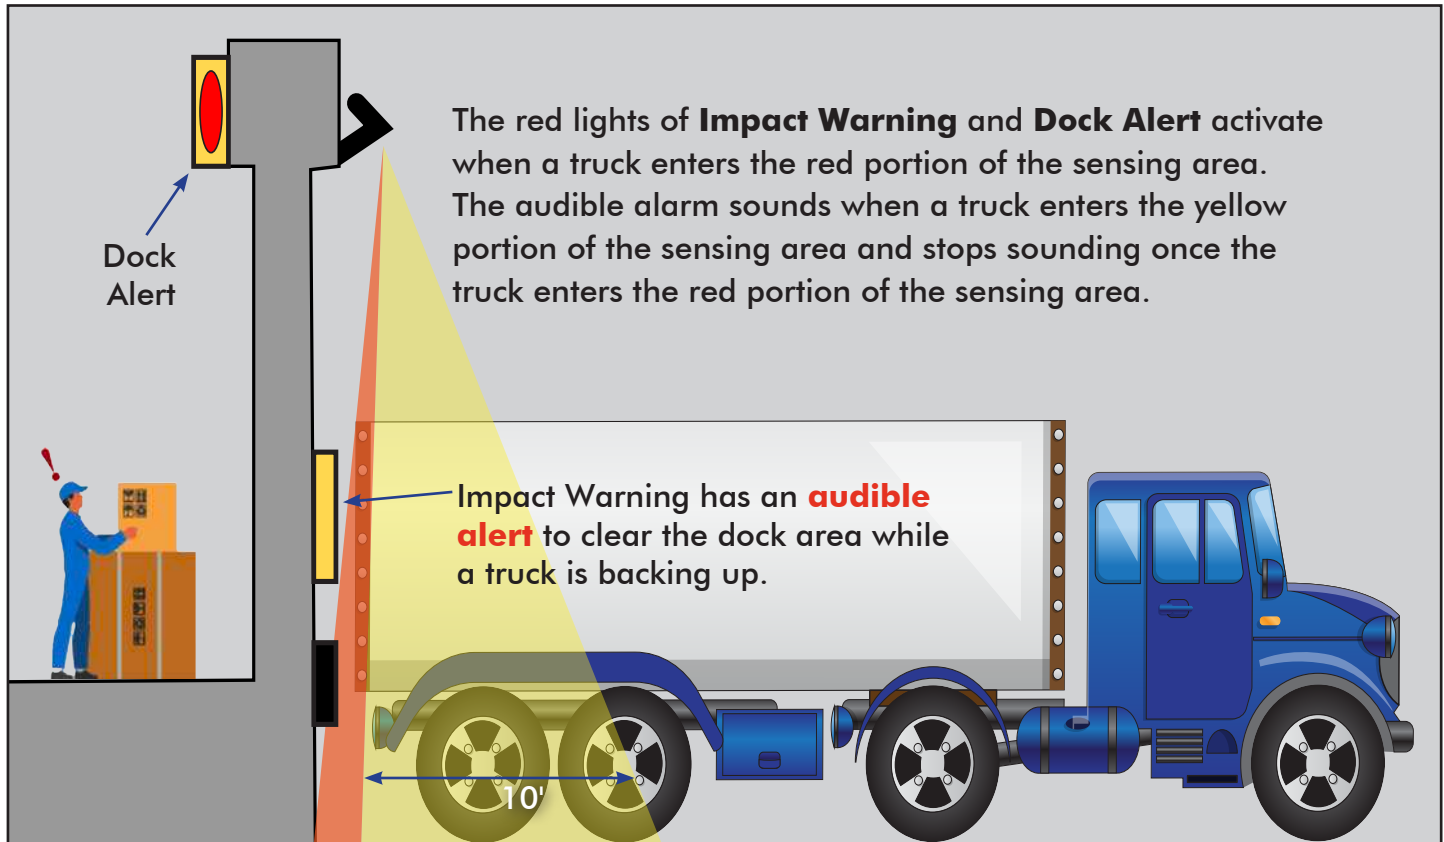 The red lights of Impact Warning and Dock Alert activate
when a truck enters the red portion of the sensing area.
The audible alarm sounds when a truck enters the yellow
portion of the sensing area and stops sounding once the
truck enters the red portion of the sensing area.
Dock
Alert
Impact Warning has an audible
alert to clear the dock area while
a truck is backing up.
10'